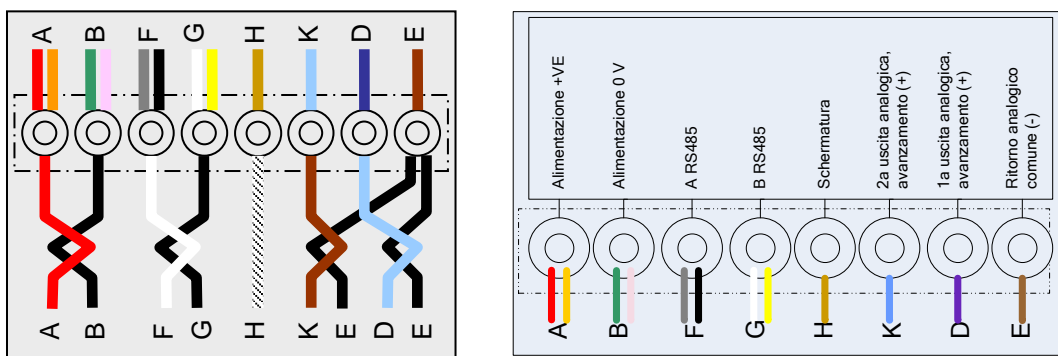 A
B
F
G
H
K
D
E
A
B
F
G
H
K
E
D
E
Alimentazione +VE
Alimentazione 0 V
A RS485
B RS485
Schermatura
2a uscita analogica,
avanzamento (+)
1a uscita analogica,
avanzamento (+)
Ritorno analogico
comune (-)
A
B
F
G
H
K
D
E